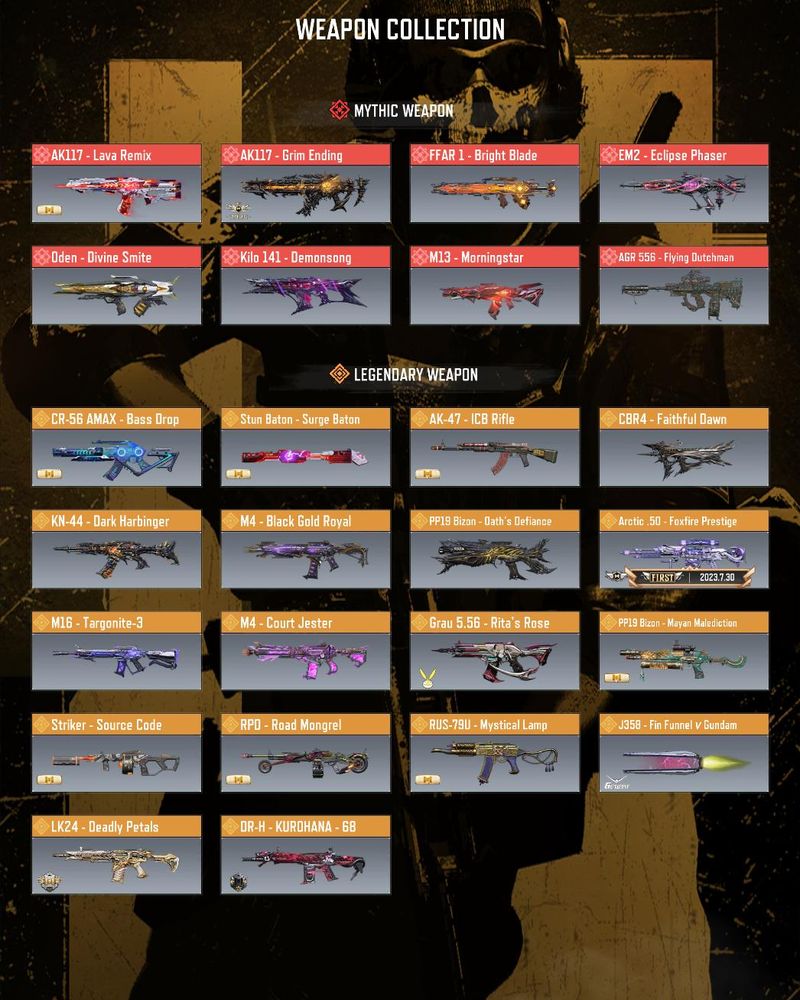 WEAPON COLLECTION
MYTHIC WEAPON
AK117 - Lava Remix
AK117 - Grim Ending
FFAR 1 - Bright Blade
EM2 - Eclipse Phaser
Oden - Divine Smite
Kilo 141 - Demonsong
M13 - Morningstar
AGR 556 - Flying Dutchman
LEGENDARY WEAPON
CR-56 AMAX - Bass Drop
Stun Baton - Surge Baton
AK-47 - ICB Rifle
CBR4 - Faithful Dawn
KN-44 - Dark Harbinger
M4 - Black Gold Royal
PP19 Bizon - Oath's Defiance
Arctic .50 - Foxfire Prestige
FIRST 2023.7.30
M16 - Targonite-3
M4 - Court Jester
Grau 5.56 - Rita's Rose
PP19 Bizon - Mayan Malediction
Striker - Source Code
RPD - Road Mongrel
RUS-79U - Mystical Lamp
J358 - Fin Funnel ν Gundam
LK24 - Deadly Petals
DR-H - KUROHANA - 6B